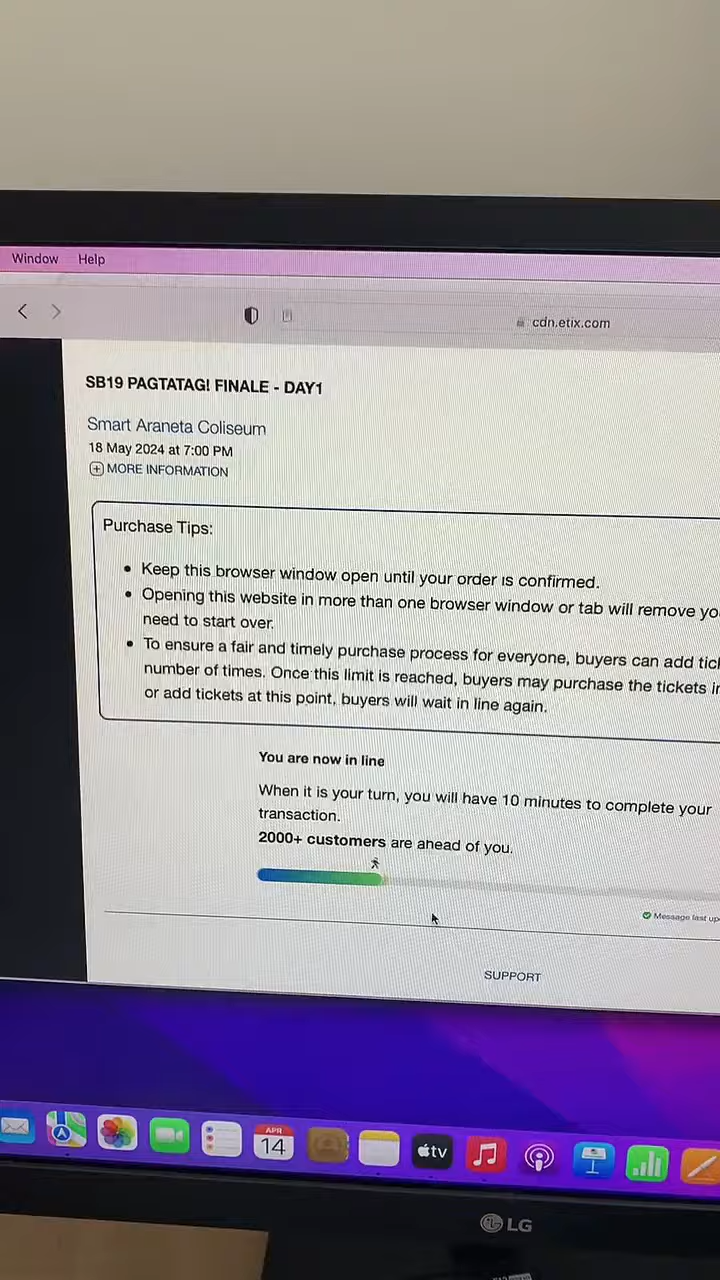 Window Help
cdn.etix.com
SB19 PAGTATAG! FINALE - DAY1
Smart Araneta Coliseum
18 May 2024 at 7:00 PM
MORE INFORMATION
Purchase Tips:
Keep this browser window open until your order is confirmed.
Opening this website in more than one browser window or tab will remove
need to start over.
To ensure a fair and timely purchase process for everyone, buyers can add
number of times. Once this limit is reached, buyers may purchase the tickets
or add tickets at this point, buyers will wait in line again.
You are now in line
When it is your turn, you will have 10 minutes to complete your
transaction.
2000+ customers are ahead of you.
Message last
SUPPORT
APR
14
tv
LG